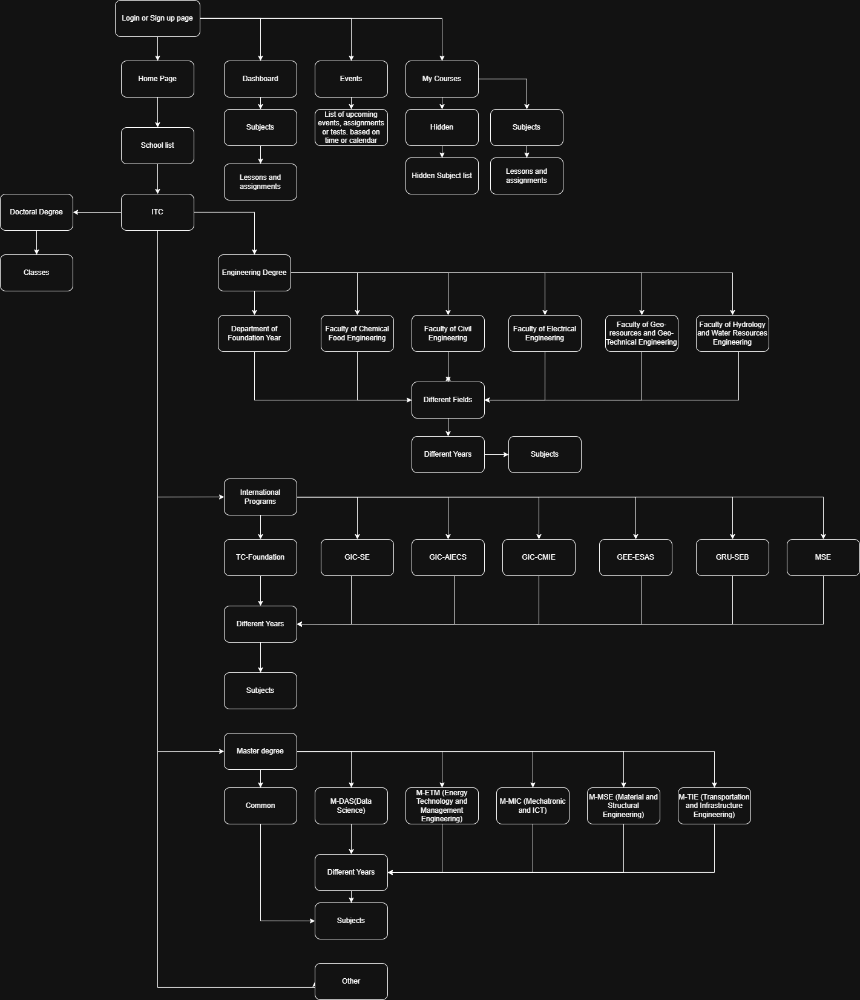 Login or Sign up page
Home Page
Dashboard
Events
My Courses
Subjects
List of upcoming
events, assignments
or tests. based on
time or calendar
Hidden
Subjects
School list
Lessons and
assignments
Hidden Subject list
Lessons and
assignments
Doctoral Degree
ITC
Classes
Engineering Degree
Department of
Foundation Year
Faculty of Chemical
Food Engineering
Faculty of Civil
Engineering
Faculty of Electrical
Engineering
Faculty of Geo-
resources and Geo-
Technical Engineering
Faculty of Hydrology
and Water Resources
Engineering
Different Fields
Different Years
Subjects
International
Programs
TC-Foundation
GIC-SE
GIC-AIECS
GIC-CMIE
GEE-ESAS
GRU-SEB
MSE
Different Years
Subjects
Master degree
Common
M-DAS(Data
Science)
M-ETM (Energy
Technology and
Management
Engineering)
M-MIC (Mechatronic
and ICT)
M-MSE (Material and
Structural
Engineering)
M-TIE (Transportation
and Infrastructure
Engineering)
Different Years
Subjects
Other